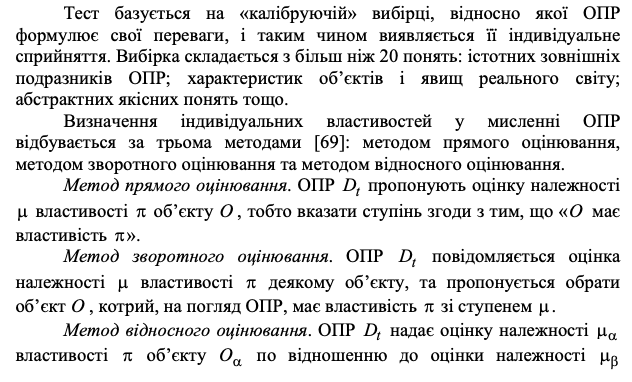 Тест базується на «калібруючій» вибірці, відносно якої ОПР
формулює свої переваги, і таким чином виявляється її індивідуальне
сприйняття. Вибірка складається з більш ніж 20 понять: істотних зовнішніх
подразників ОПР; характеристик об’єктів і явищ реального світу;
абстрактних якісних понять тощо.
Визначення індивідуальних властивостей у мисленні ОПР
відбувається за трьома методами [69]: методом прямого оцінювання,
методом зворотного оцінювання та методом відносного оцінювання.
Метод прямого оцінювання. ОПР Dₜ пропонують оцінку належності
μ властивості π об’єкту O , тобто вказати ступінь згоди з тим, що «O має
властивість π».
Метод зворотного оцінювання. ОПР Dₜ повідомляється оцінка
належності μ властивості π деякому об’єкту, та пропонується обрати
об’єкт O , котрий, на погляд ОПР, має властивість π зі ступенем μ .
Метод відносного оцінювання. ОПР Dₜ надає оцінку належності μα
властивості π об’єкту Oα по відношенню до оцінки належності μβ